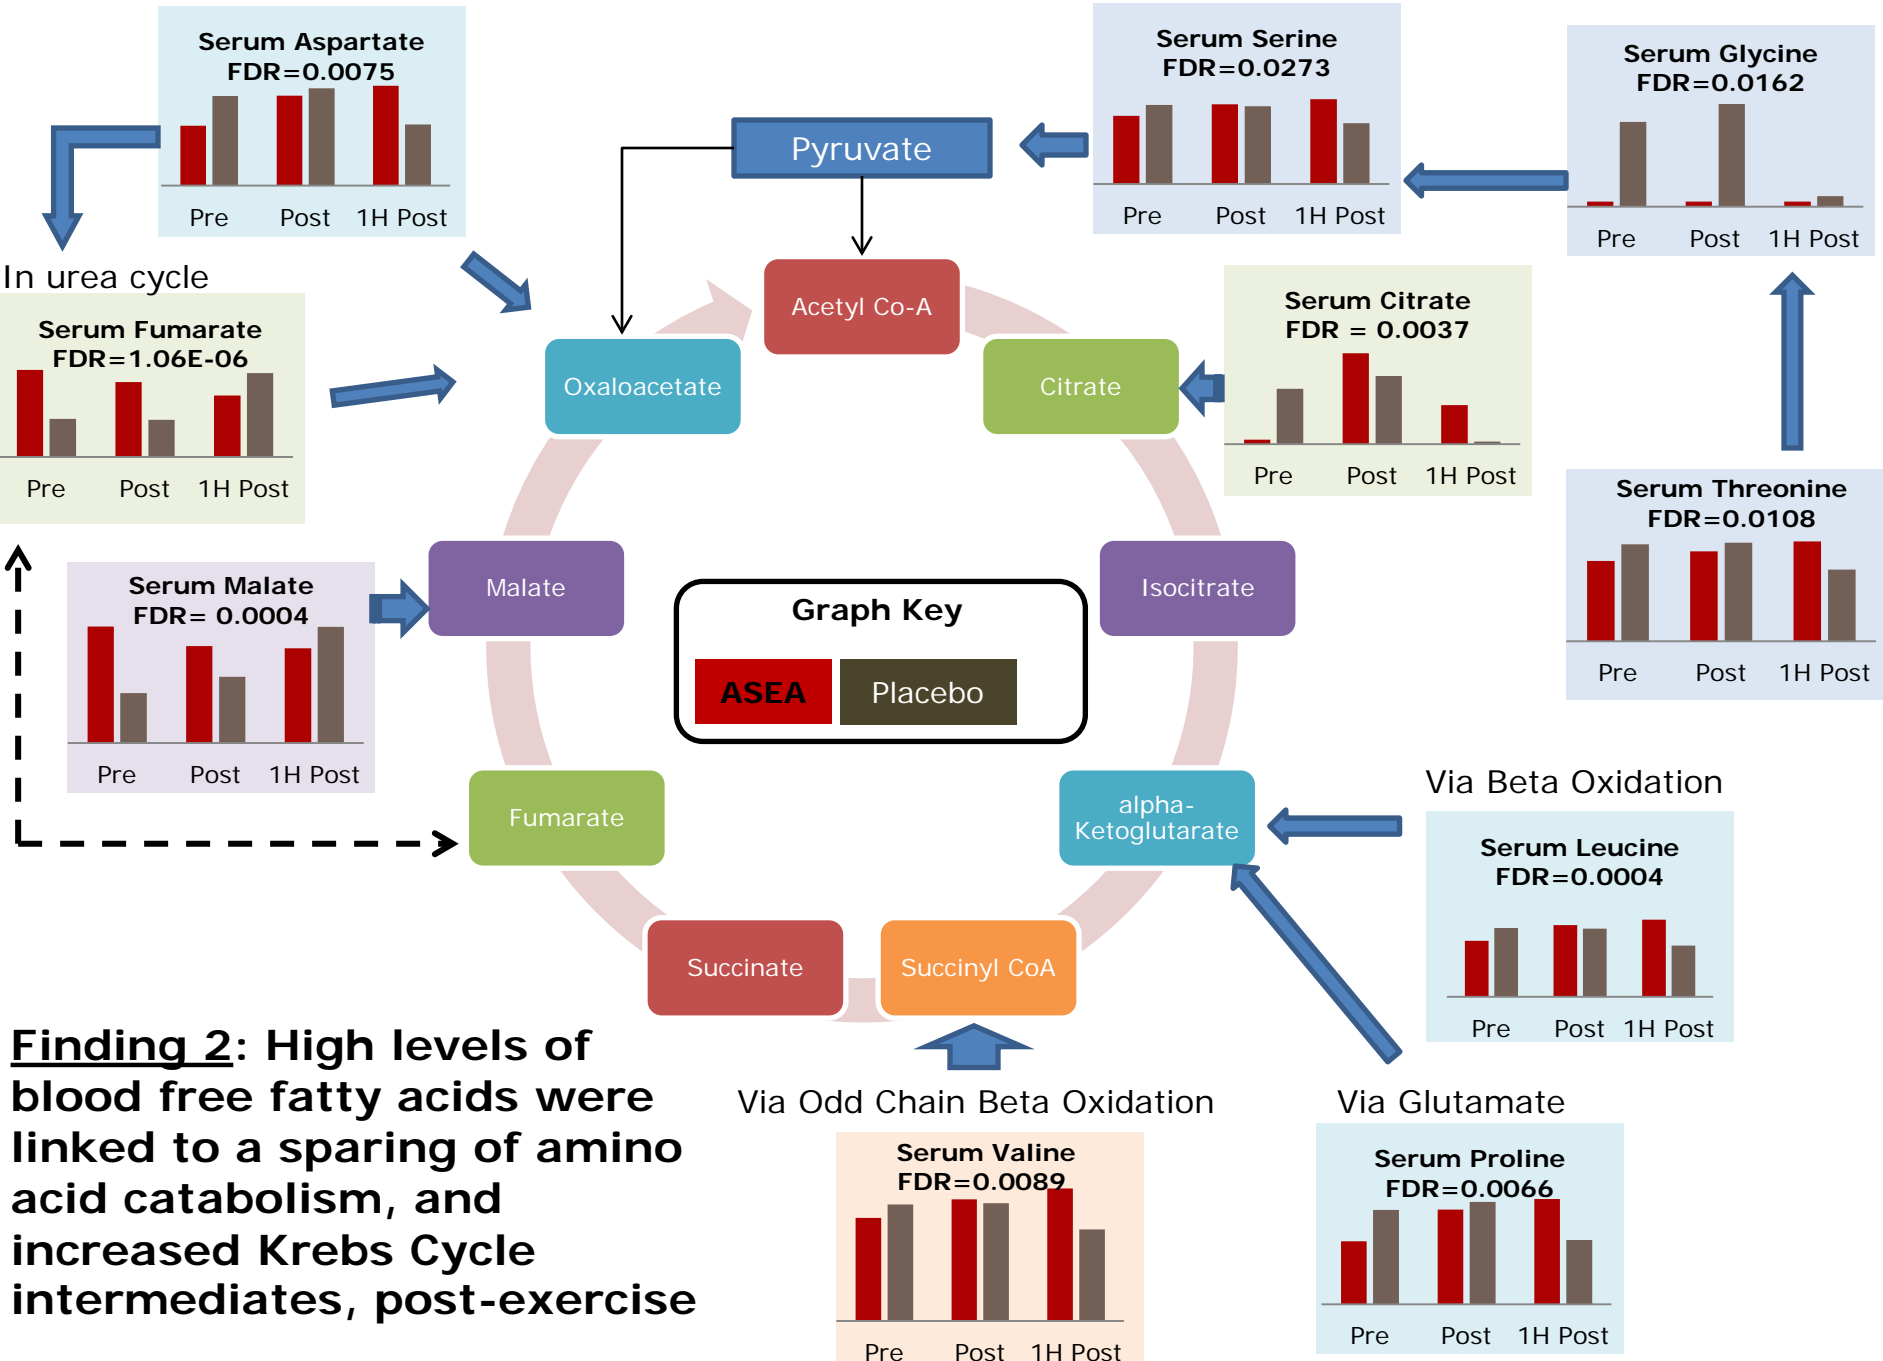 Serum Aspartate
FDR=0.0075
Pre Post 1H Post
Serum Serine
FDR=0.0273
Pre Post 1H Post
Serum Glycine
FDR=0.0162
Pre Post 1H Post
Pyruvate
In urea cycle
Serum Fumarate
FDR=1.06E-06
Pre Post 1H Post
Acetyl Co-A
Oxaloacetate
Citrate
Serum Citrate
FDR = 0.0037
Pre Post 1H Post
Serum Threonine
FDR=0.0108
Pre Post 1H Post
Serum Malate
FDR= 0.0004
Pre Post 1H Post
Malate
Isocitrate
Graph Key
ASEA Placebo
Fumarate
alpha-
Ketoglutarate
Via Beta Oxidation
Serum Leucine
FDR=0.0004
Pre Post 1H Post
Succinate
Succinyl CoA
Finding 2: High levels of
blood free fatty acids were
linked to a sparing of amino
acid catabolism, and
increased Krebs Cycle
intermediates, post-exercise
Via Odd Chain Beta Oxidation
Serum Valine
FDR=0.0089
Pre Post 1H Post
Via Glutamate
Serum Proline
FDR=0.0066
Pre Post 1H Post